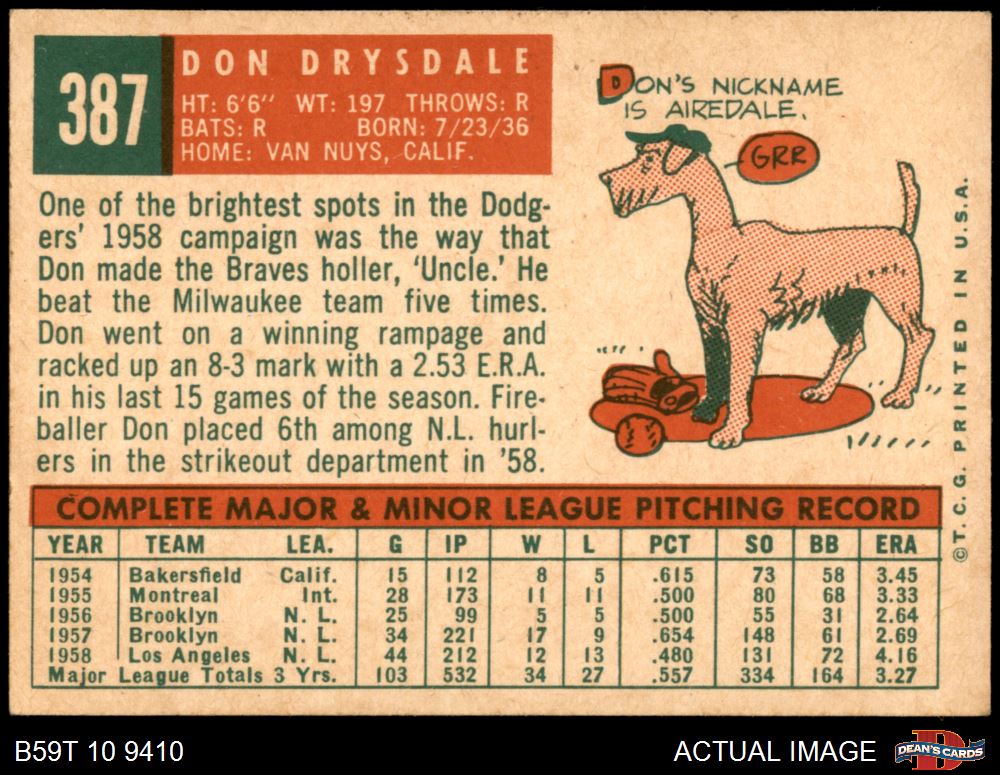 387
DON DRYSDALE
HT: 6'6" WT: 197 THROWS: R
BATS: R BORN: 7/23/36
HOME: VAN NUYS, CALIF.
One of the brightest spots in the Dodg-
ers' 1958 campaign was the way that
Don made the Braves holler, 'Uncle.' He
beat the Milwaukee team five times.
Don went on a winning rampage and
racked up an 8-3 mark with a 2.53 E.R.A.
in his last 15 games of the season. Fire-
baller Don placed 6th among N.L. hurl-
ers in the strikeout department in '58.
DON'S NICKNAME
IS AIREDALE.
GRR
©T. C. G. PRINTED IN U.S.A.
COMPLETE MAJOR & MINOR LEAGUE PITCHING RECORD
YEAR TEAM LEA. G IP W L PCT SO BB ERA
1954 Bakersfield Calif. 15 112 8 5 .615 73 58 3.45
1955 Montreal Int. 28 173 11 11 .500 80 68 3.33
1956 Brooklyn N. L. 25 99 5 5 .500 55 31 2.64
1957 Brooklyn N. L. 34 221 17 9 .654 148 61 2.69
1958 Los Angeles N. L. 44 212 12 13 .480 131 72 4.16
Major League Totals 3 Yrs. 103 532 34 27 .557 334 164 3.27
B59T 10 9410
ACTUAL IMAGE
DEAN'S CARDS